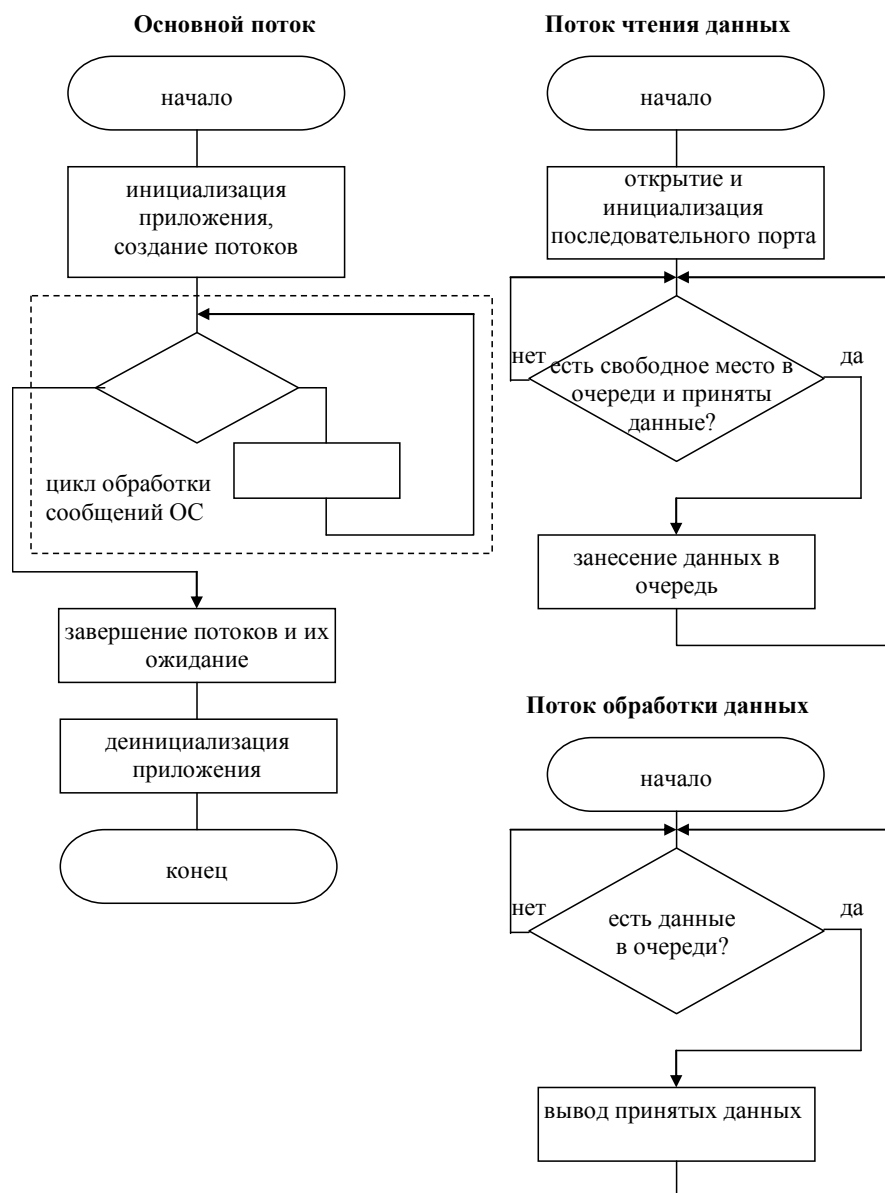 Основной поток
начало
инициализация
приложения,
создание потоков
цикл обработки
сообщений ОС
завершение потоков и их
ожидание
деинициализация
приложения
конец
Поток чтения данных
начало
открытие и
инициализация
последовательного порта
нет
есть свободное место в
очереди и приняты
данные?
да
занесение данных в
очередь
Поток обработки данных
начало
нет
есть данные
в очереди?
да
вывод принятых данных